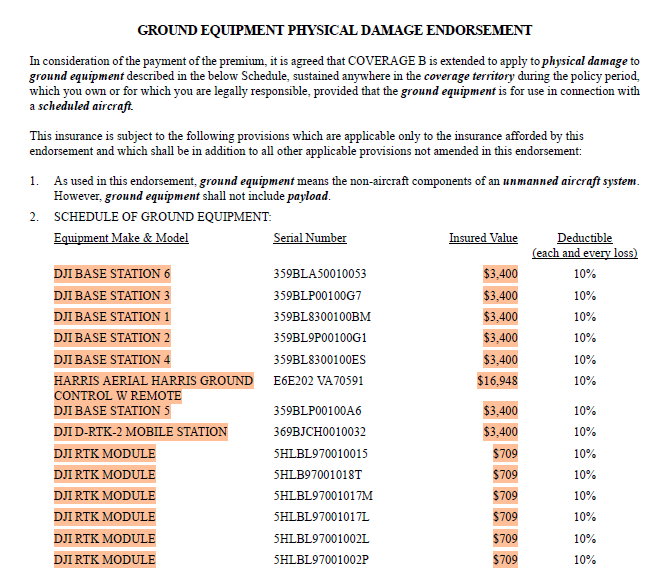 GROUND EQUIPMENT PHYSICAL DAMAGE ENDORSEMENT
In consideration of the payment of the premium, it is agreed that COVERAGE B is extended to apply to physical damage to
ground equipment described in the below Schedule, sustained anywhere in the coverage territory during the policy period,
which you own or for which you are legally responsible, provided that the ground equipment is for use in connection with
a scheduled aircraft.
This insurance is subject to the following provisions which are applicable only to the insurance afforded by this
endorsement and which shall be in addition to all other applicable provisions not amended in this endorsement:
1. As used in this endorsement, ground equipment means the non-aircraft components of an unmanned aircraft system.
However, ground equipment shall not include payload.
2. SCHEDULE OF GROUND EQUIPMENT:
Equipment Make & Model Serial Number Insured Value Deductible
(each and every loss)
DJI BASE STATION 6 359BLA50010053 $3,400 10%
DJI BASE STATION 3 359BLP00100G7 $3,400 10%
DJI BASE STATION 1 359BL8300100BM $3,400 10%
DJI BASE STATION 2 359BL9P00100G1 $3,400 10%
DJI BASE STATION 4 359BL8300100ES $3,400 10%
HARRIS AERIAL HARRIS GROUND E6E202 VA70591 $16,948 10%
CONTROL W REMOTE
DJI BASE STATION 5 359BLP00100A6 $3,400 10%
DJI D-RTK-2 MOBILE STATION 369BJCH0010032 $3,400 10%
DJI RTK MODULE 5HLBL970010015 $709 10%
DJI RTK MODULE 5HLB97001018T $709 10%
DJI RTK MODULE 5HLBL97001017M $709 10%
DJI RTK MODULE 5HLBL97001017L $709 10%
DJI RTK MODULE 5HLBL97001002L $709 10%
DJI RTK MODULE 5HLBL97001002P $709 10%